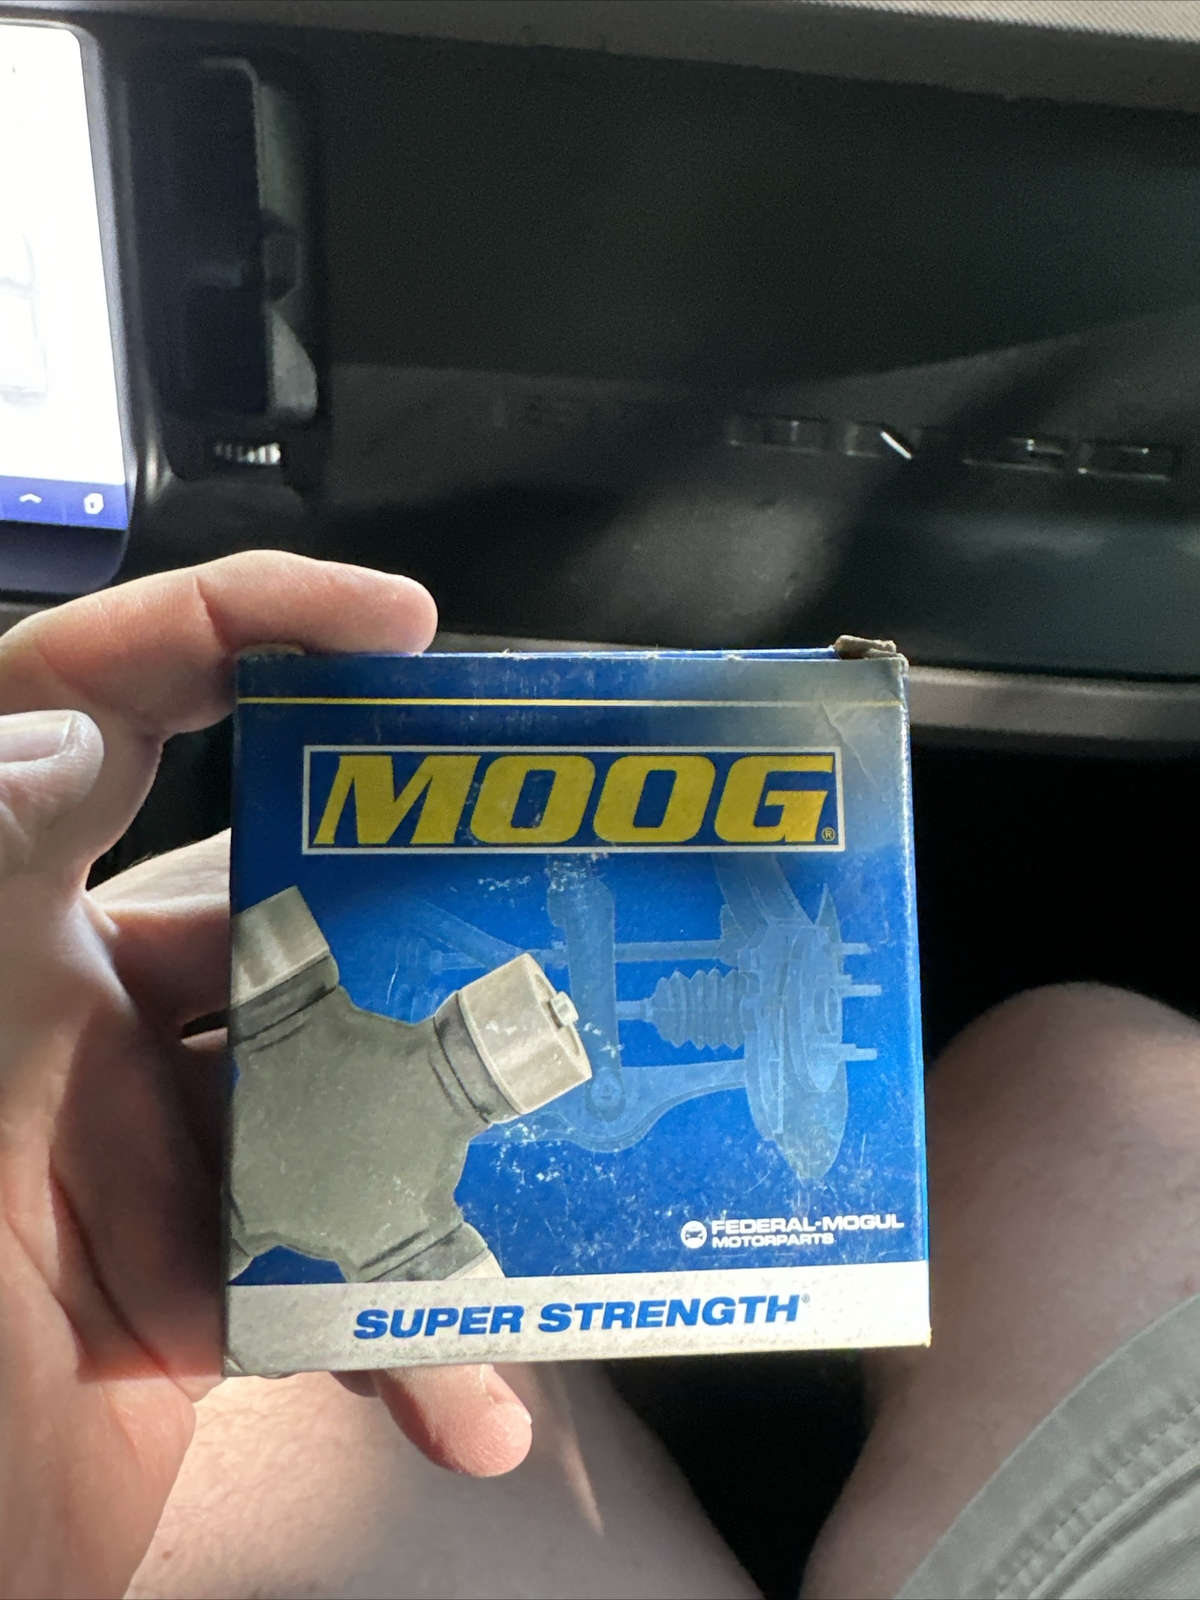 MOOG®
FEDERAL-MOGUL
MOTORPARTS
SUPER STRENGTH®